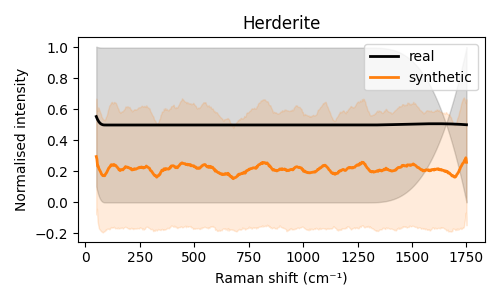 Herderite
1.0
0.8
0.6
0.4
0.2
0.0
−0.2
Normalised intensity
real
synthetic
0 250 500 750 1000 1250 1500 1750
Raman shift (cm⁻¹)